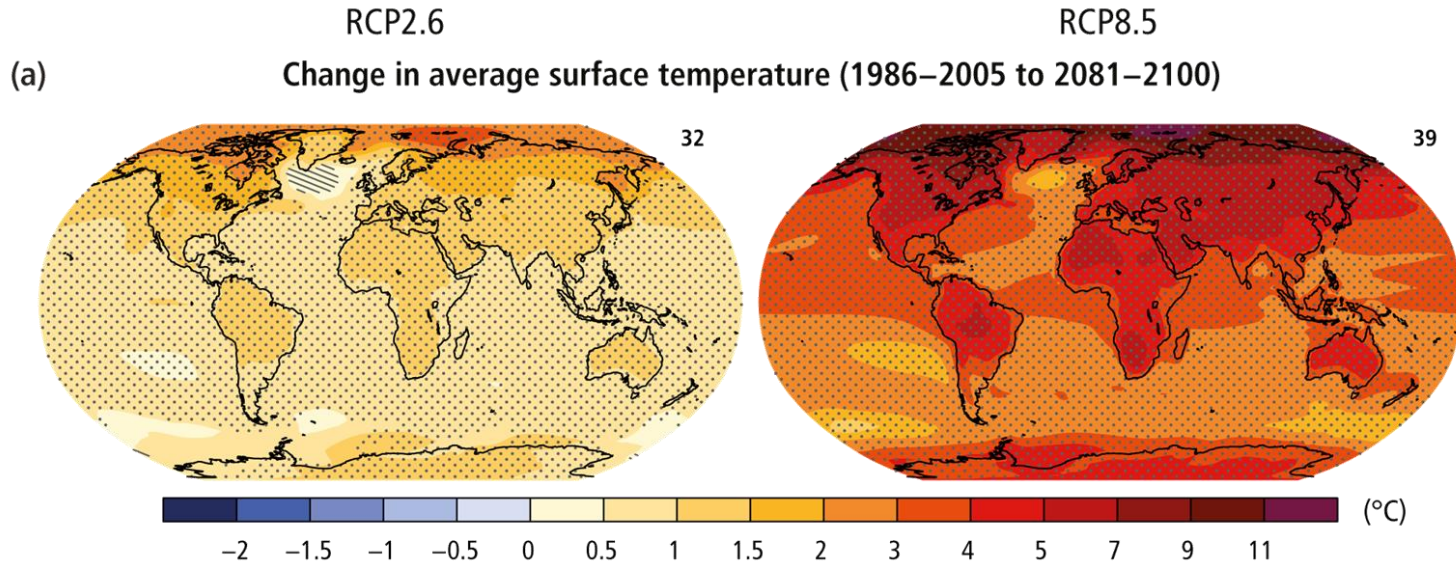 RCP2.6 RCP8.5
(a) Change in average surface temperature (1986–2005 to 2081–2100)
32 39
(°C)
−2 −1.5 −1 −0.5 0 0.5 1 1.5 2 3 4 5 7 9 11